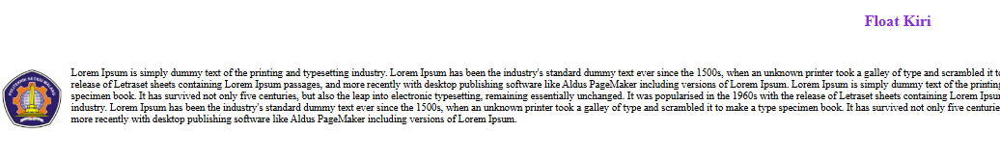 Float Kiri
POLITEKNIK NEGERI MALANG
Lorem Ipsum is simply dummy text of the printing and typesetting industry. Lorem Ipsum has been the industry's standard dummy text ever since the 1500s, when an unknown printer took a galley of type and scrambled it t
release of Letraset sheets containing Lorem Ipsum passages, and more recently with desktop publishing software like Aldus PageMaker including versions of Lorem Ipsum. Lorem Ipsum is simply dummy text of the printing
specimen book. It has survived not only five centuries, but also the leap into electronic typesetting, remaining essentially unchanged. It was popularised in the 1960s with the release of Letraset sheets containing Lorem Ipsu
industry. Lorem Ipsum has been the industry's standard dummy text ever since the 1500s, when an unknown printer took a galley of type and scrambled it to make a type specimen book. It has survived not only five centurie
more recently with desktop publishing software like Aldus PageMaker including versions of Lorem Ipsum.